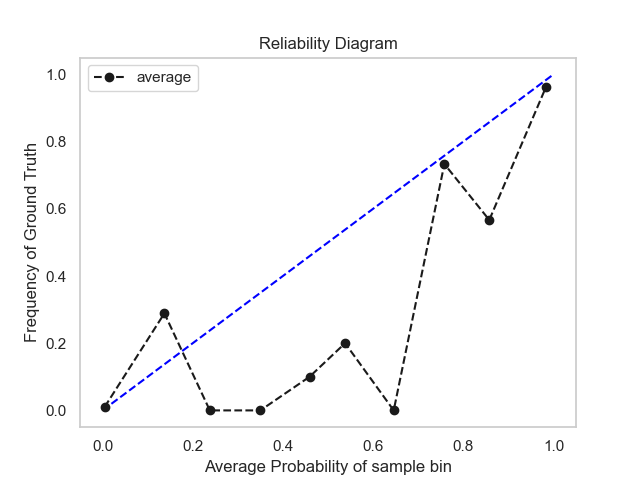 Reliability Diagram
average
Frequency of Ground Truth
1.0
0.8
0.6
0.4
0.2
0.0
0.0 0.2 0.4 0.6 0.8 1.0
Average Probability of sample bin